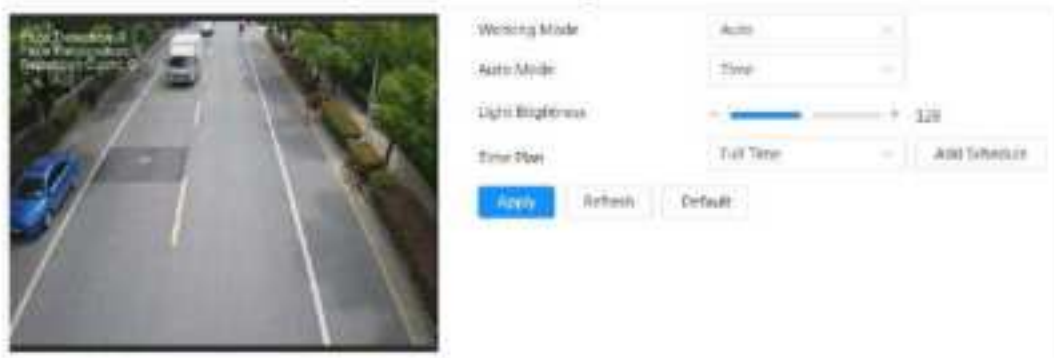 Working Mode Auto
Auto Mode Time
Light Brightness - + 128
Time Plan Full Time Add Schedule
Apply Refresh Default